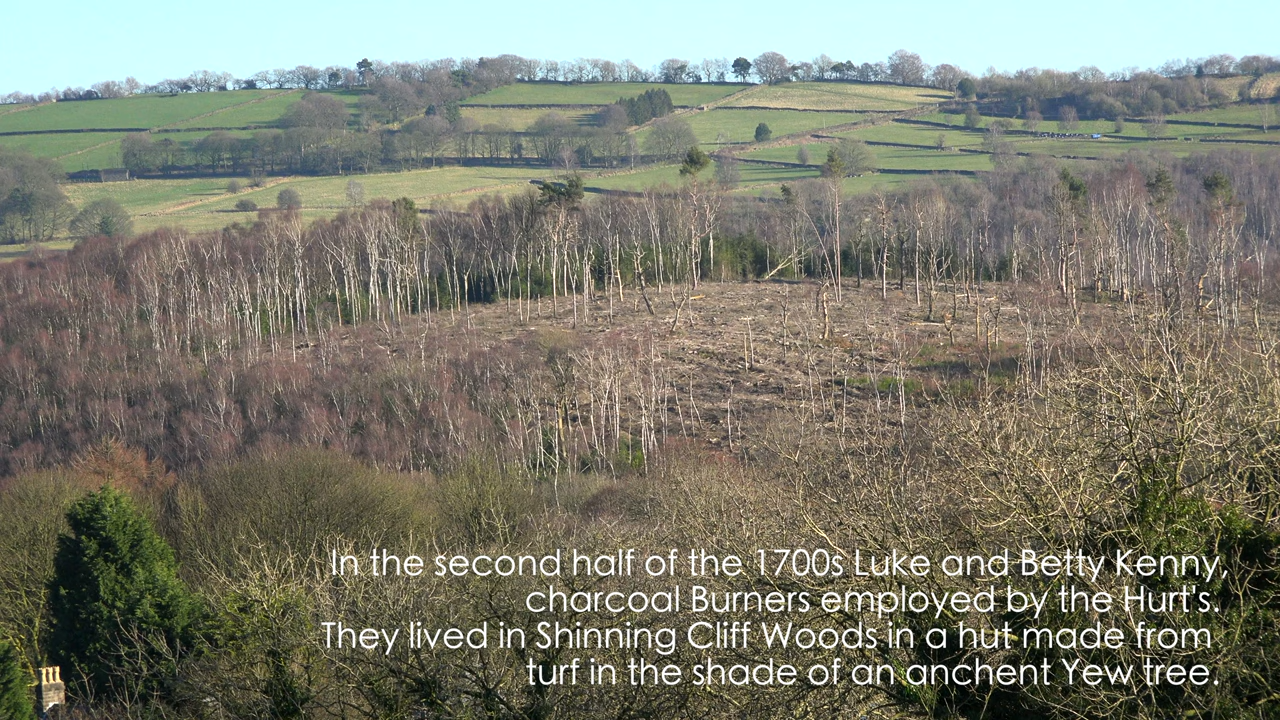 In the second half of the 1700s Luke and Betty Kenny,
charcoal Burners employed by the Hurt's.
They lived in Shinning Cliff Woods in a hut made from
turf in the shade of an anchent Yew tree.